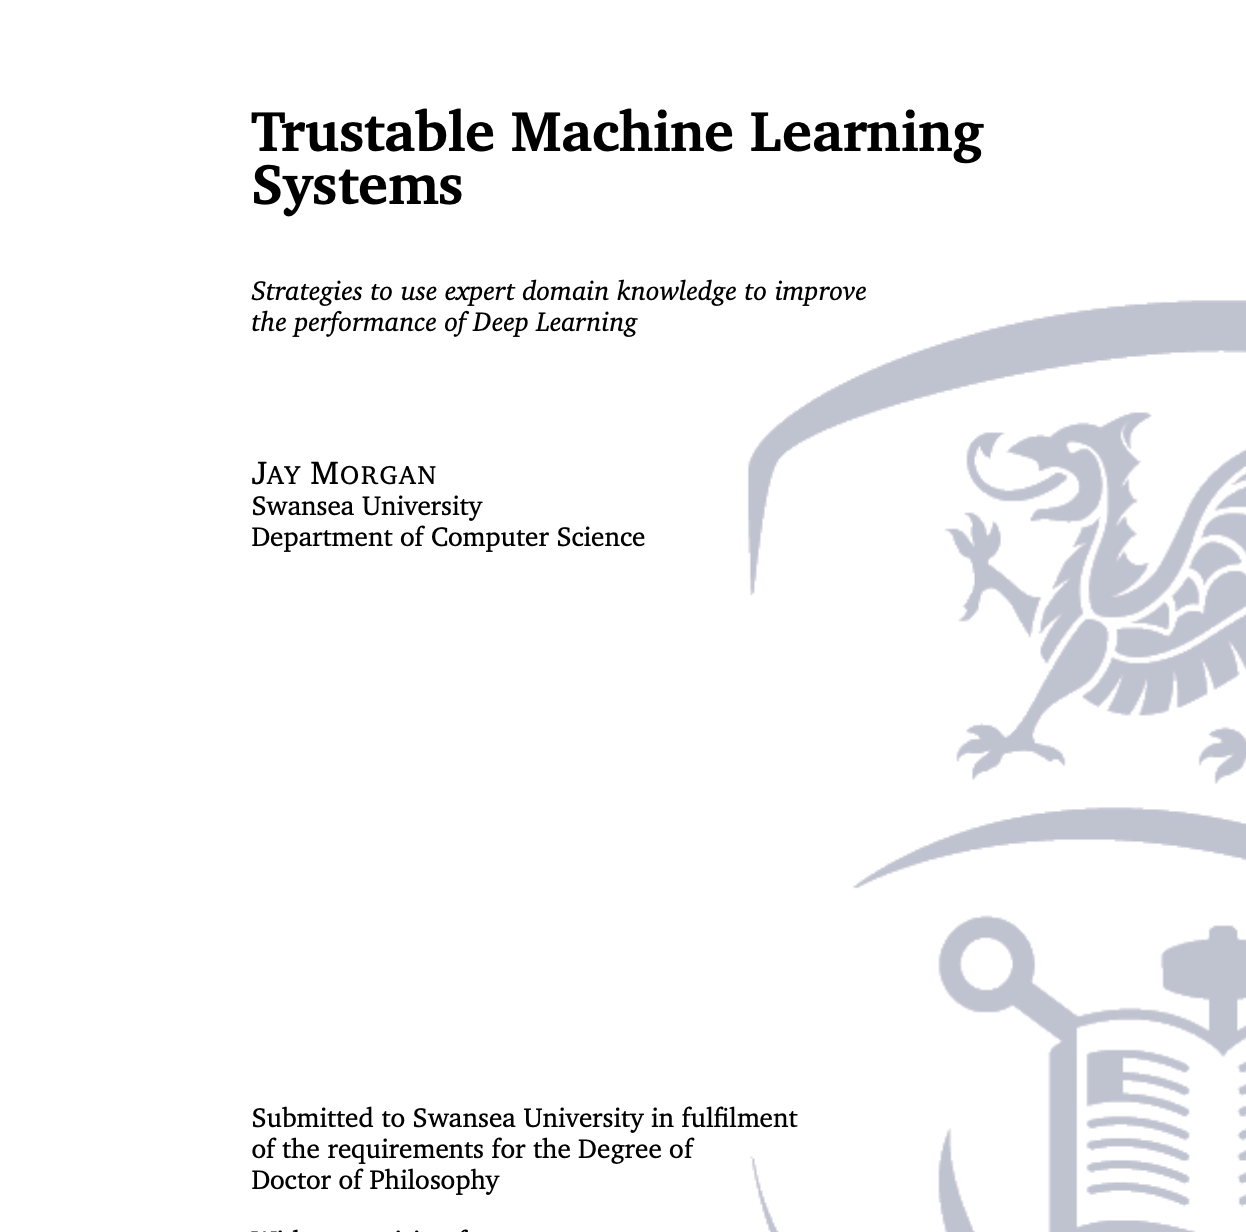 Trustable Machine Learning
Systems
Strategies to use expert domain knowledge to improve
the performance of Deep Learning
Jay Morgan
Swansea University
Department of Computer Science
Submitted to Swansea University in fulfilment
of the requirements for the Degree of
Doctor of Philosophy